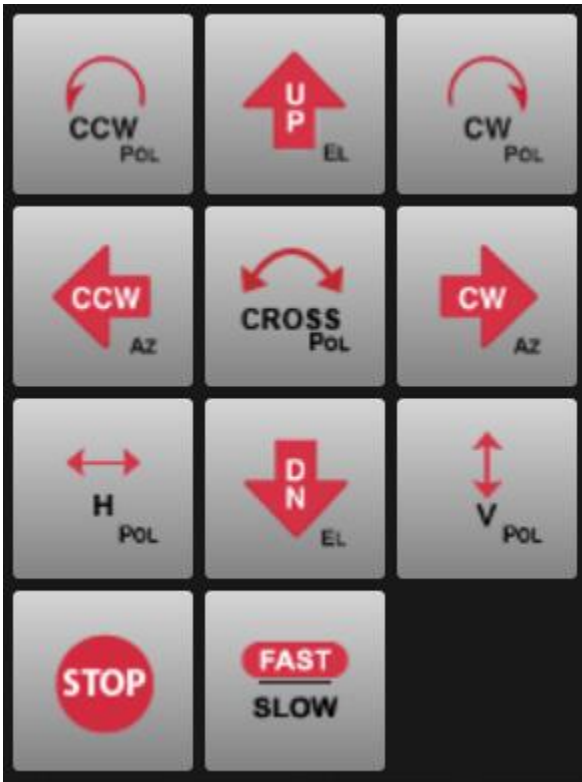 CCW
POL
UP
EL
CW
POL
CCW
AZ
CROSS
POL
CW
AZ
H
POL
DN
EL
V
POL
STOP
FAST
SLOW